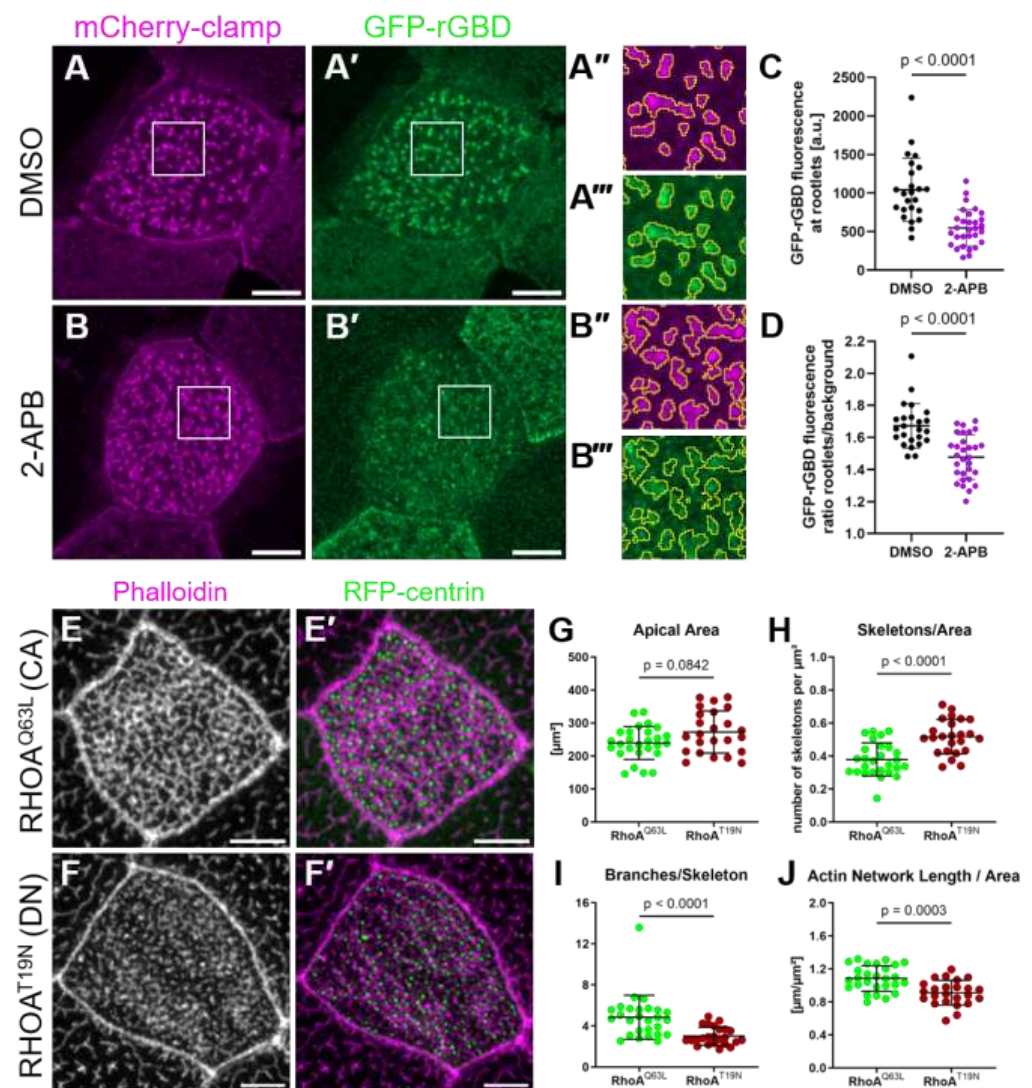 mCherry-clamp
GFP-rGBD
DMSO
A
A′
A″
A‴
2-APB
B
B′
B″
B‴
C
p < 0.0001
GFP-rGBD fluorescence
at rootlets [a.u.]
2500
2000
1500
1000
500
0
DMSO 2-APB
D
p < 0.0001
GFP-rGBD fluorescence
ratio rootlets/background
2.2
2.0
1.8
1.6
1.4
1.2
1.0
DMSO 2-APB
Phalloidin
RFP-centrin
RHOA^Q63L (CA)
E
E′
RHOA^T19N (DN)
F
F′
G
Apical Area
p = 0.0842
[µm²]
500
400
300
200
100
0
RhoA^Q63L RhoA^T19N
H
Skeletons/Area
p < 0.0001
number of skeletons per µm²
1.0
0.8
0.6
0.4
0.2
0.0
RhoA^Q63L RhoA^T19N
I
Branches/Skeleton
p < 0.0001
16
12
8
4
0
RhoA^Q63L RhoA^T19N
J
Actin Network Length / Area
p = 0.0003
[µm/µm²]
1.6
1.2
0.8
0.4
0.0
RhoA^Q63L RhoA^T19N